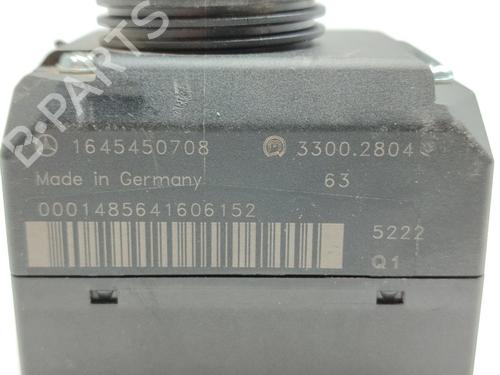 B-PARTS
1645450708 3300.2804
Made in Germany 63
0001485641606152
5222
Q1